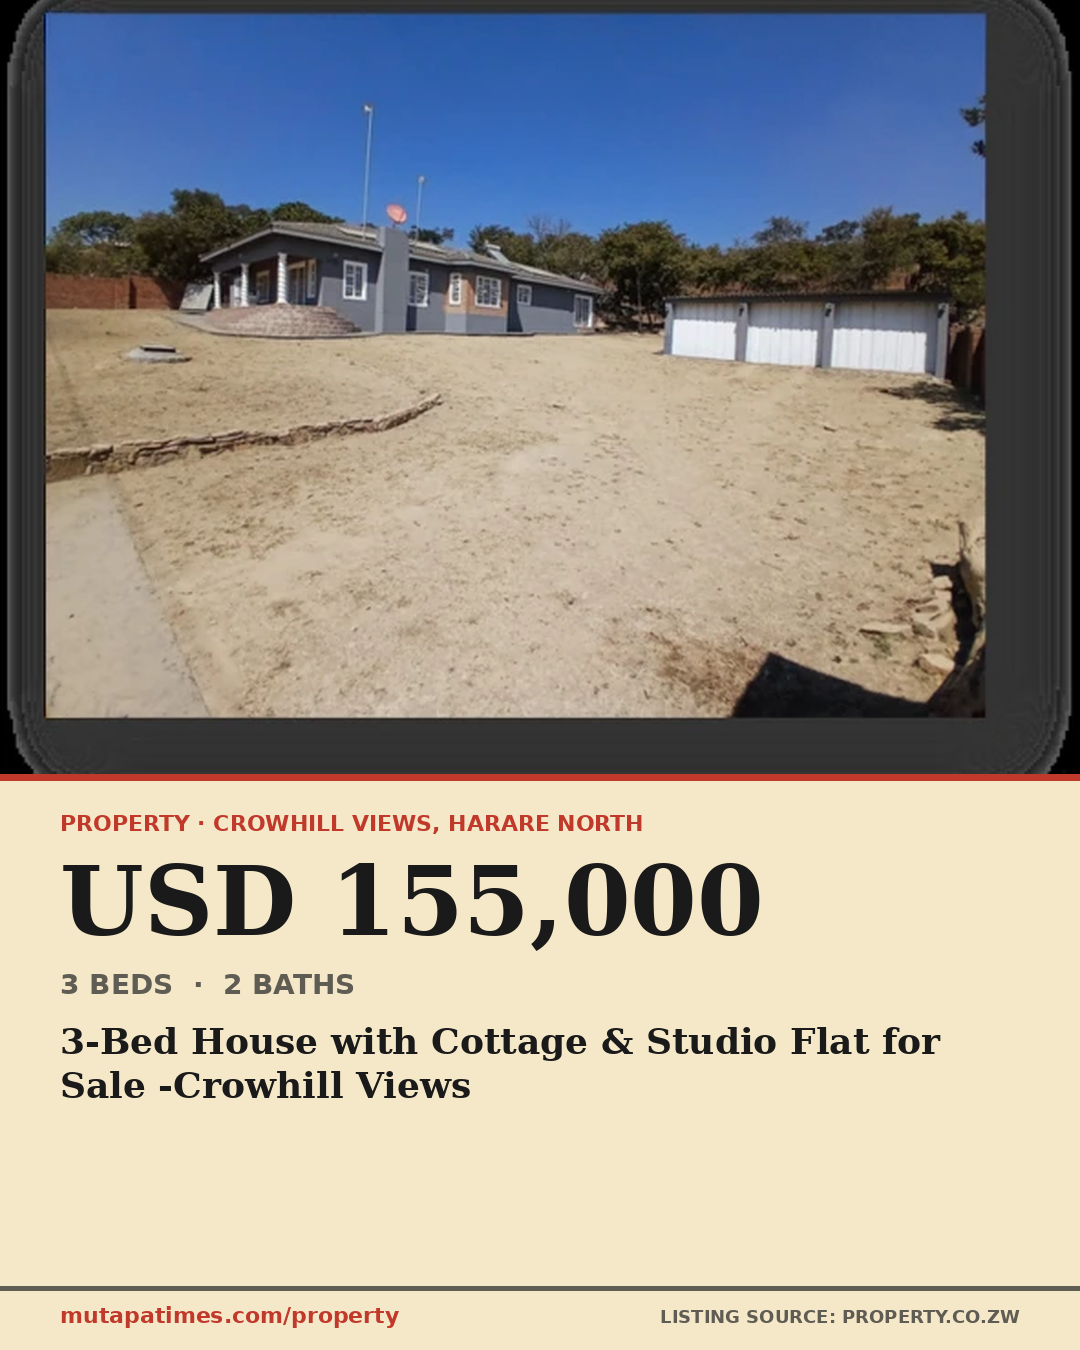 PROPERTY · CROWHILL VIEWS, HARARE NORTH
USD 155,000
3 BEDS · 2 BATHS
3-Bed House with Cottage & Studio Flat for
Sale -Crowhill Views
mutapatimes.com/property
LISTING SOURCE: PROPERTY.CO.ZW